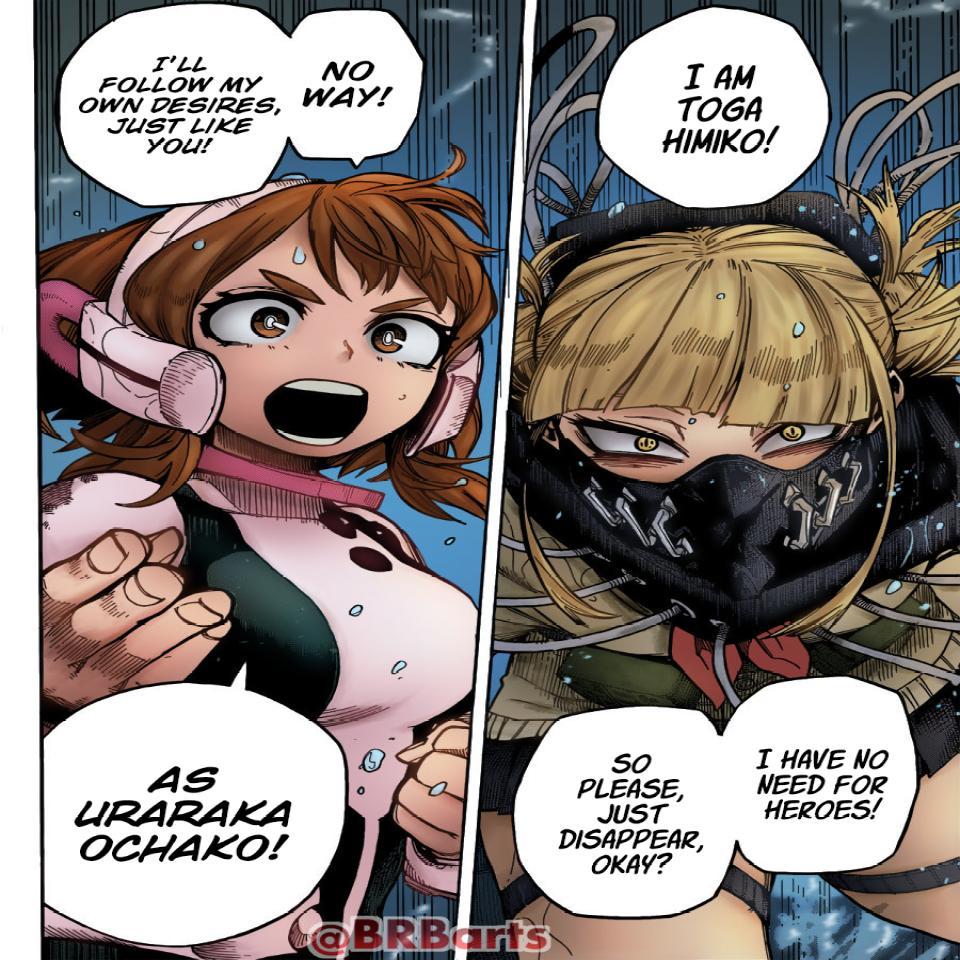 I AM
TOGA
HIMIKO!
I HAVE NO
NEED FOR
HEROES!
SO
PLEASE,
JUST
DISAPPEAR,
OKAY?
NO
WAY!
I'LL
FOLLOW MY
OWN DESIRES,
JUST LIKE
YOU!
AS
URARAKA
OCHAKO!
@BRBarts